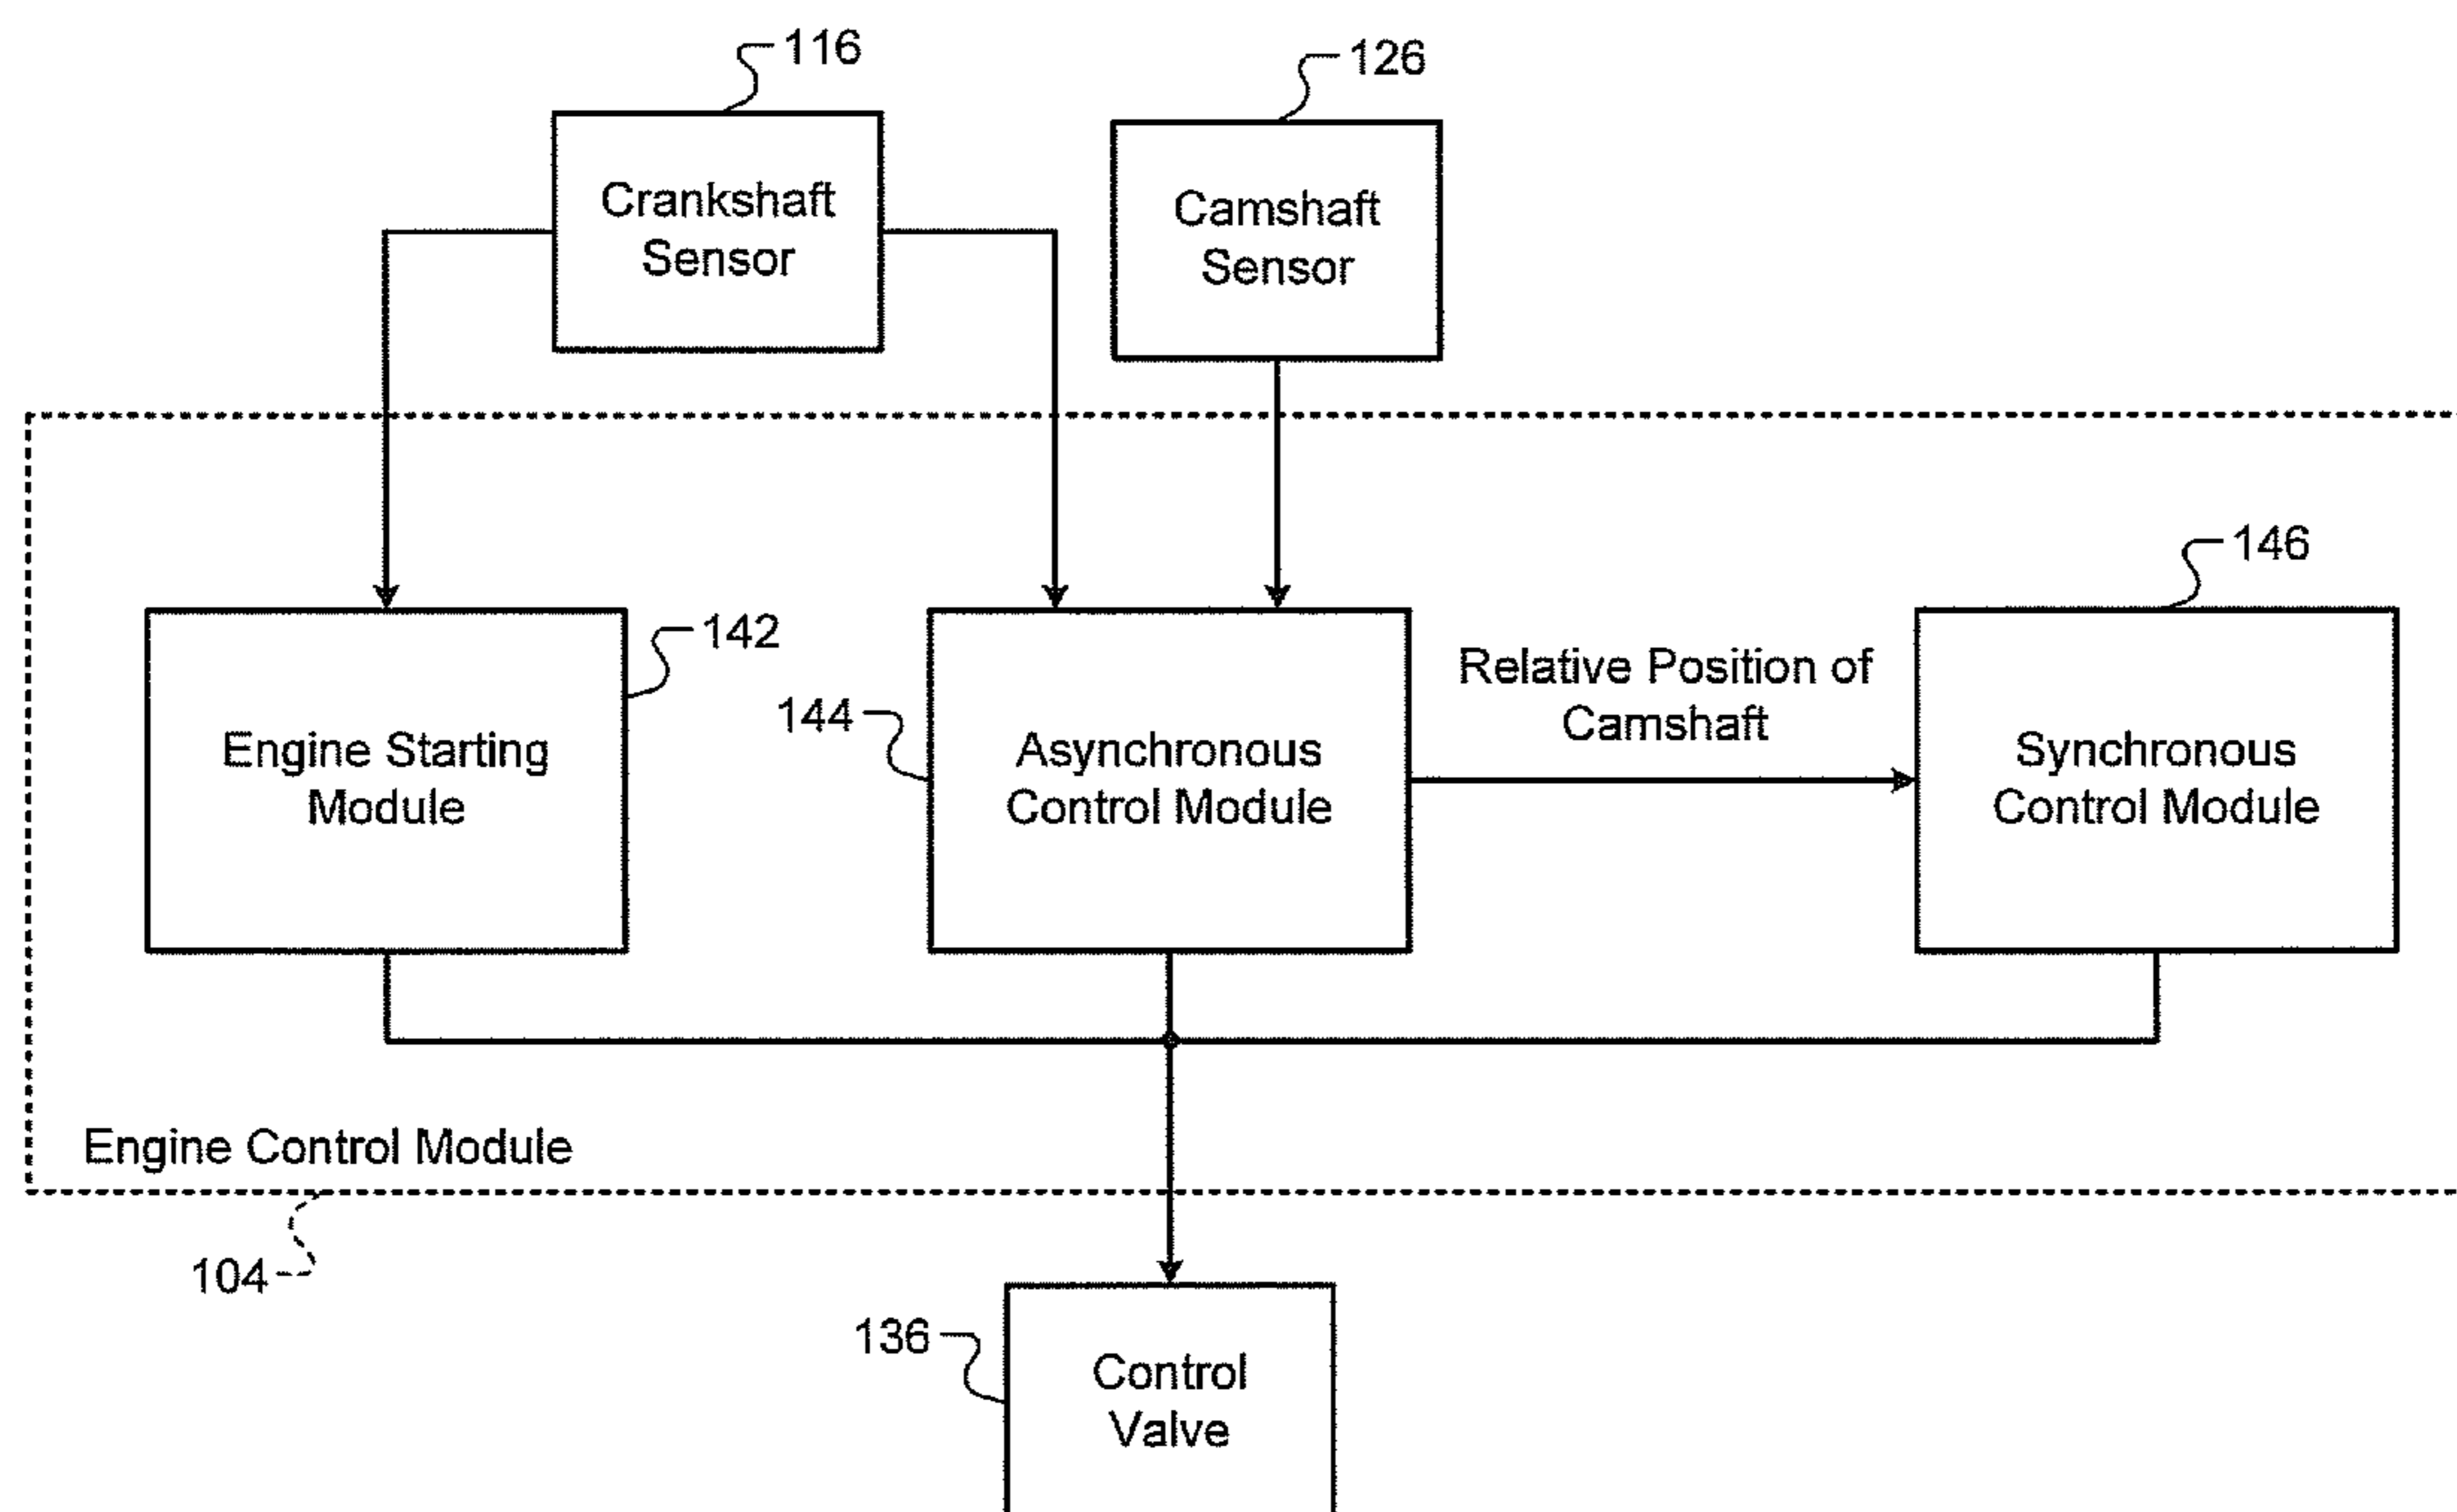 116
126
Crankshaft
Sensor
Camshaft
Sensor
146
142
144
Relative Position of
Camshaft
Engine Starting
Module
Asynchronous
Control Module
Synchronous
Control Module
Engine Control Module
104
136
Control
Valve